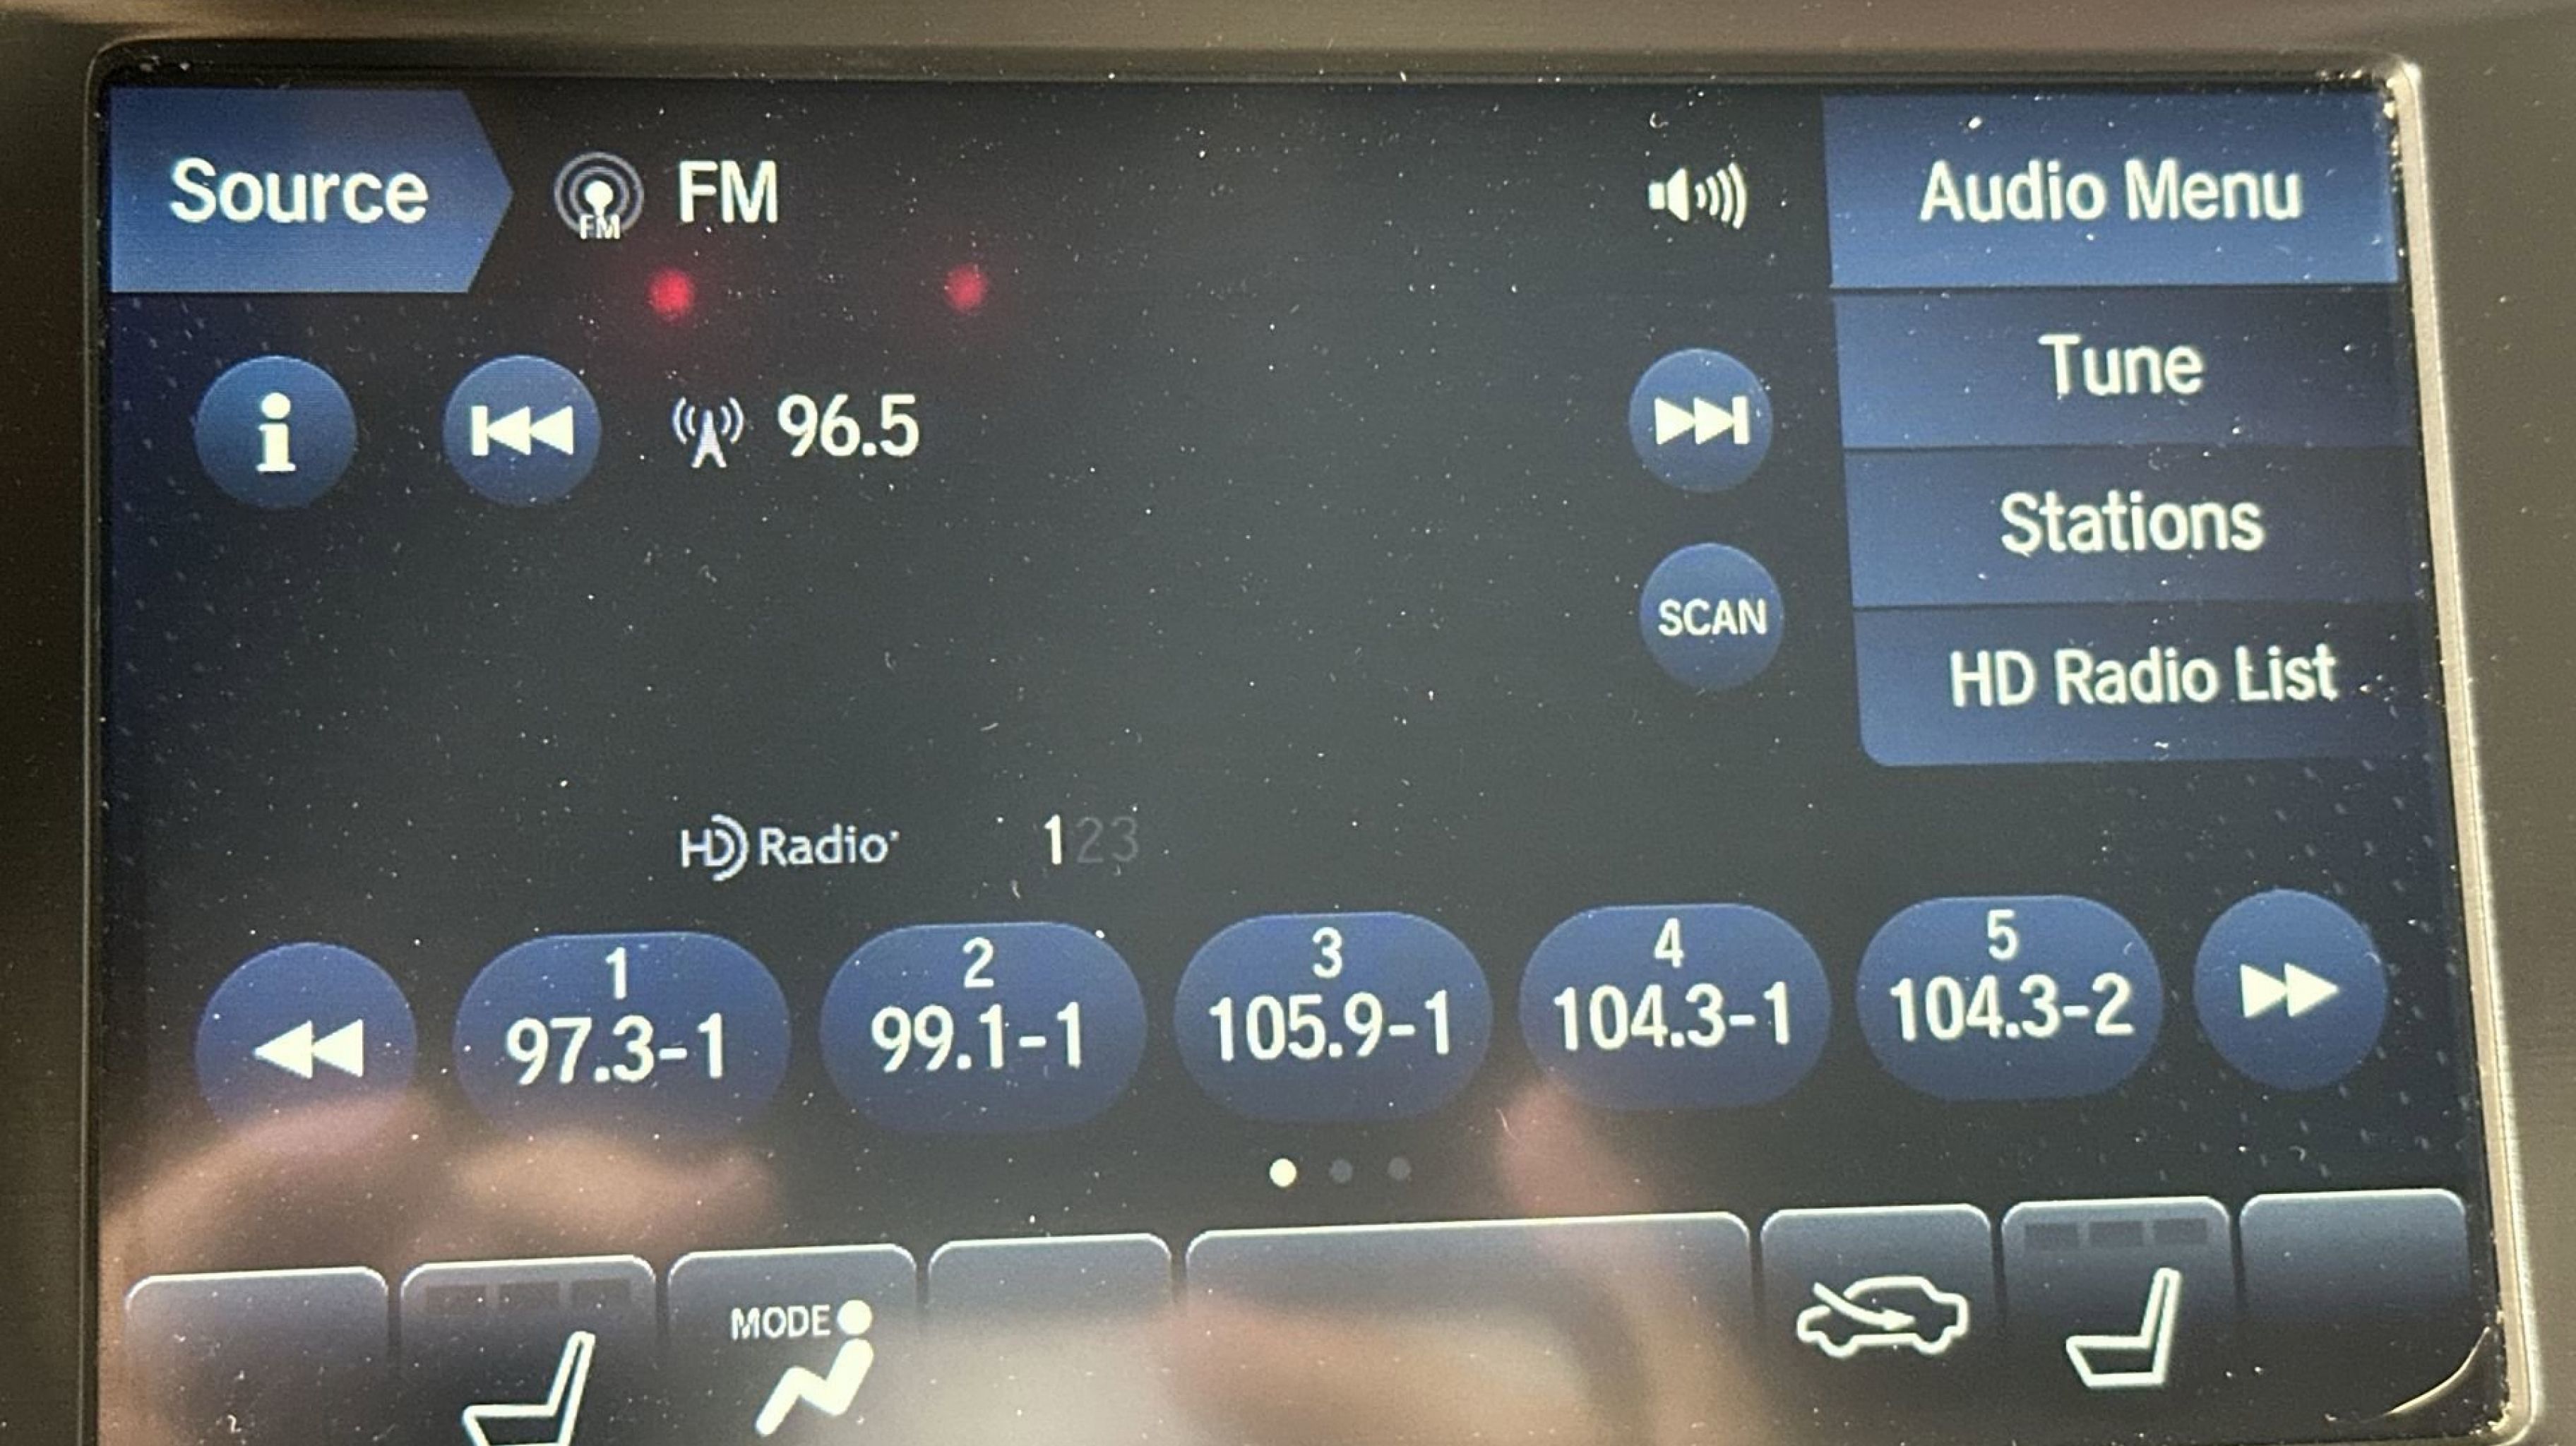 Source
FM
FM
Audio Menu
96.5
Tune
Stations
SCAN
HD Radio List
HD Radio
123
1
97.3-1
2
99.1-1
3
105.9-1
4
104.3-1
5
104.3-2
MODE